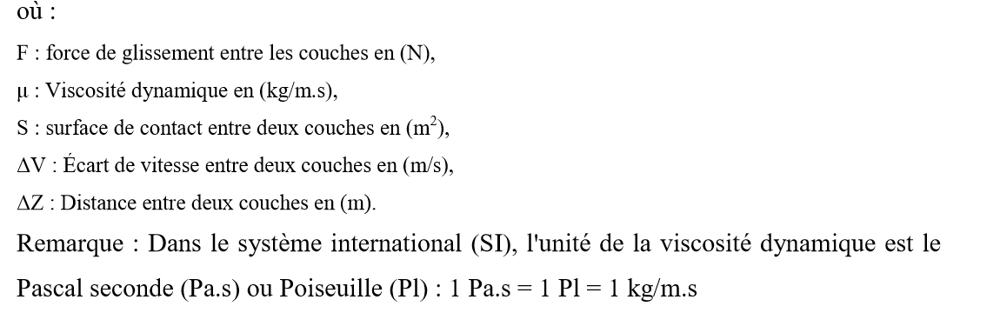 où :
F : force de glissement entre les couches en (N),
μ : Viscosité dynamique en (kg/m.s),
S : surface de contact entre deux couches en (m²),
ΔV : Écart de vitesse entre deux couches en (m/s),
ΔZ : Distance entre deux couches en (m).
Remarque : Dans le système international (SI), l'unité de la viscosité dynamique est le
Pascal seconde (Pa.s) ou Poiseuille (Pl) : 1 Pa.s = 1 Pl = 1 kg/m.s